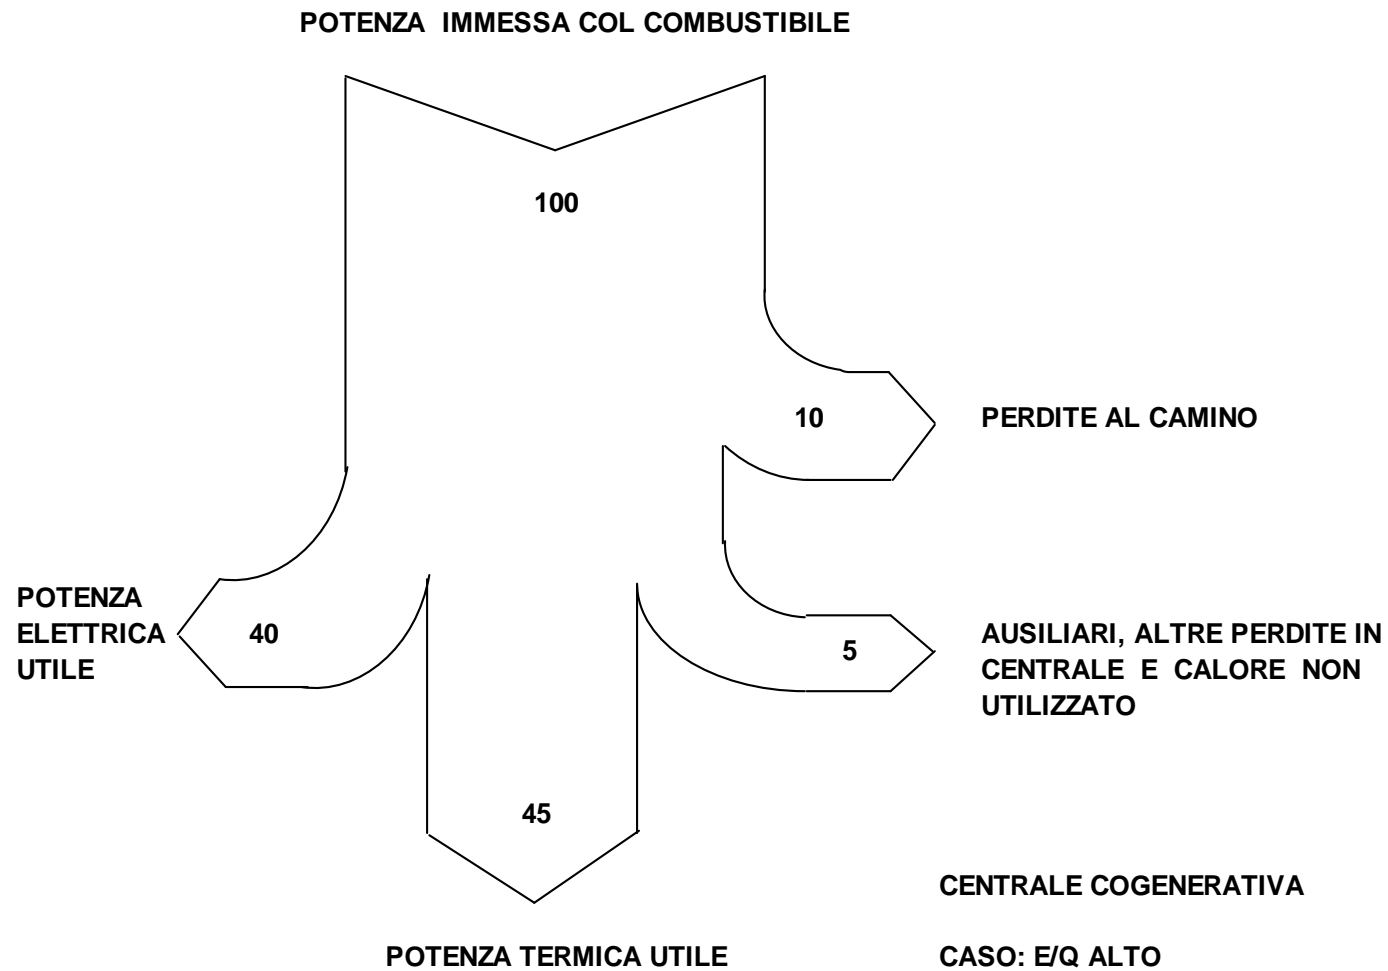 POTENZA IMMESSA COL COMBUSTIBILE
100
10
PERDITE AL CAMINO
POTENZA
ELETTRICA
UTILE
40
5
AUSILIARI, ALTRE PERDITE IN
CENTRALE E CALORE NON
UTILIZZATO
45
CENTRALE COGENERATIVA
POTENZA TERMICA UTILE
CASO: E/Q ALTO